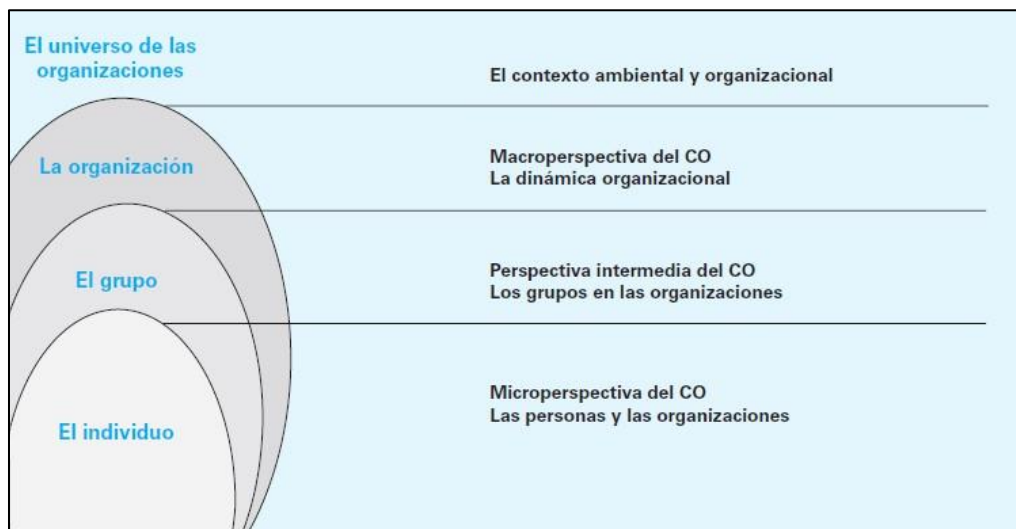 El universo de las
organizaciones
El contexto ambiental y organizacional
La organización
Macroperspectiva del CO
La dinámica organizacional
El grupo
Perspectiva intermedia del CO
Los grupos en las organizaciones
El individuo
Microperspectiva del CO
Las personas y las organizaciones